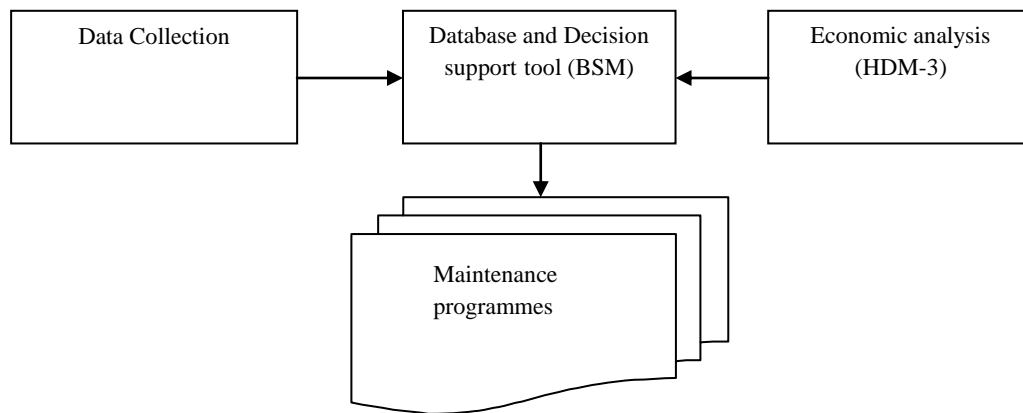 Data Collection
Database and Decision
support tool (BSM)
Economic analysis
(HDM-3)
Maintenance
programmes